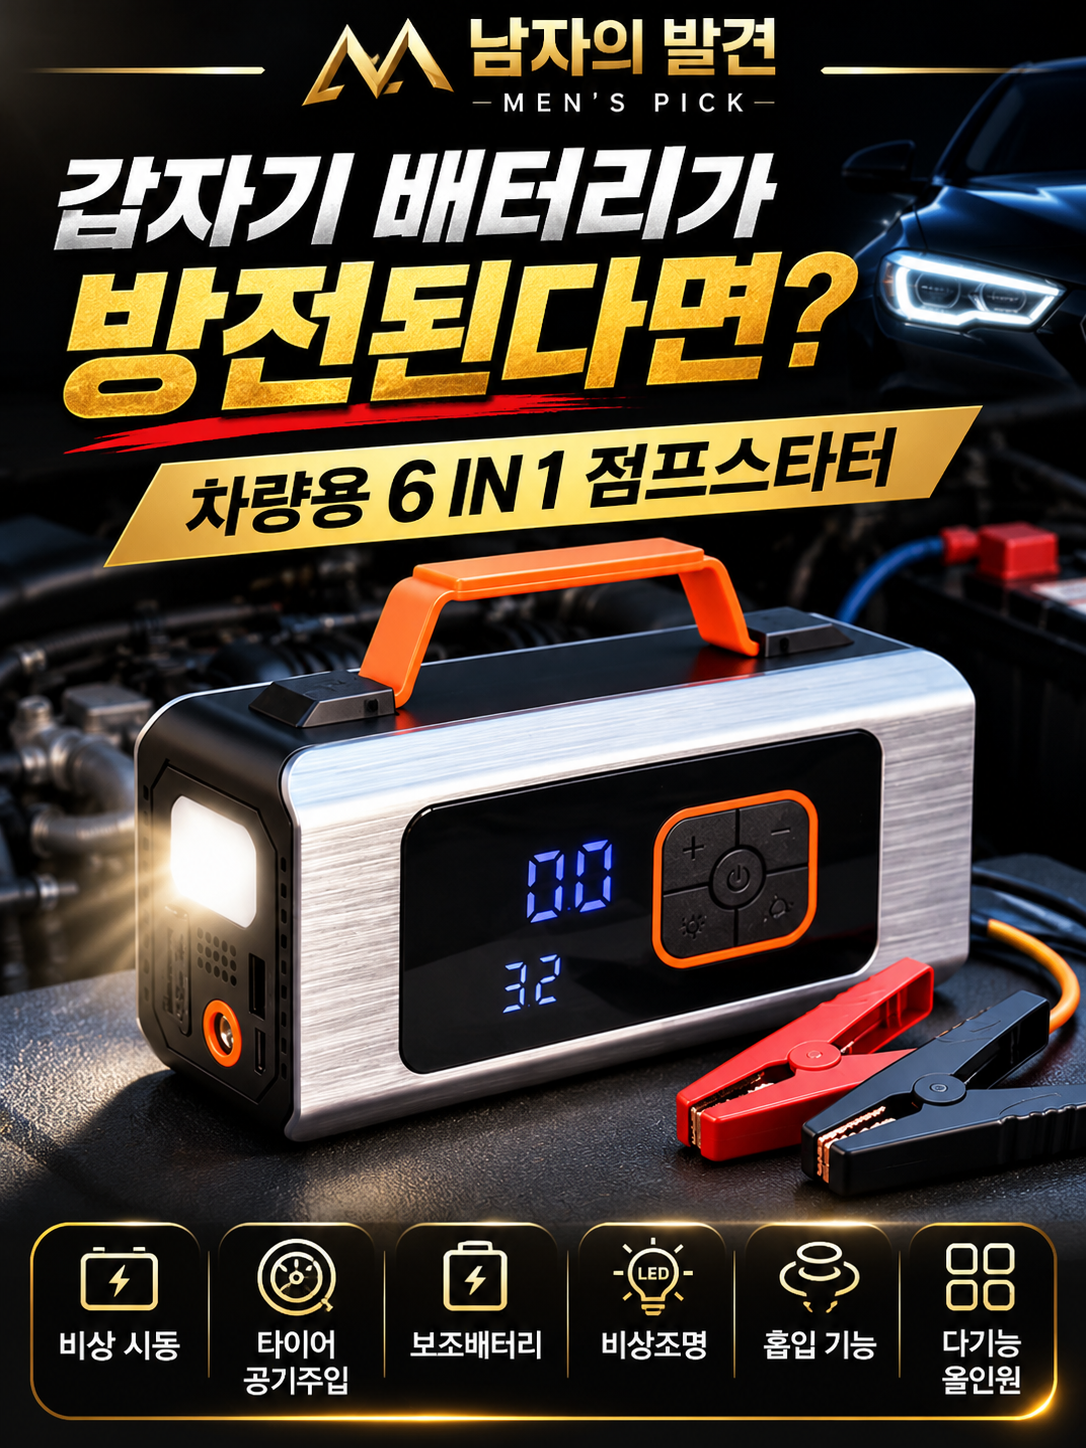 남자의 발견
MEN'S PICK
갑자기 배터리가
방전된다면?
차량용 6 IN 1 점프스타터
00
32
비상 시동
타이어
공기주입
보조배터리
LED
비상조명
흡입 기능
다기능
올인원